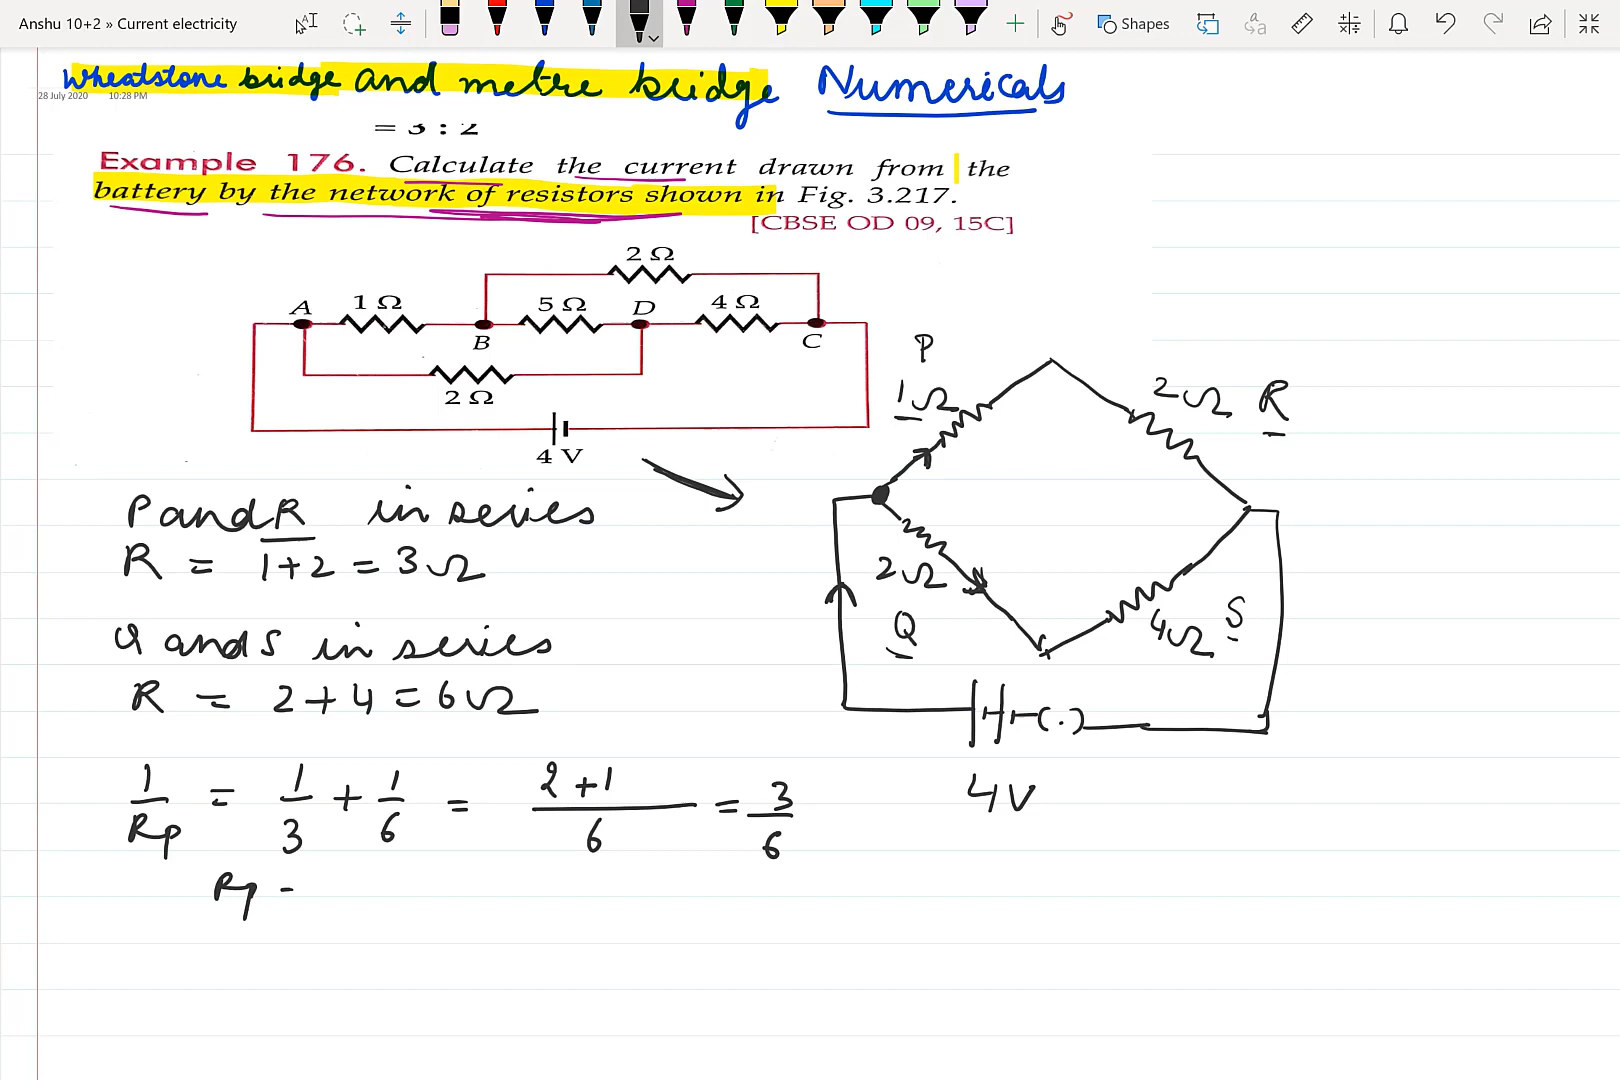 Anshu 10+2 » Current electricity
Shapes
Wheatstone bridge and metre bridge Numericals
28 July 2020 10:28 PM
= 3 : 2
Example 176. Calculate the current drawn from the
battery by the network of resistors shown in Fig. 3.217.
[CBSE OD 09, 15C]
2 Ω
A 1 Ω 5 Ω D 4 Ω
B C
2 Ω
4 V
P
1Ω
2Ω R
2Ω
Q
4Ω S
4V
P and R in series
R = 1+2 = 3Ω
Q and S in series
R = 2+4 = 6Ω
1/Rp = 1/3 + 1/6 = 2+1/6 = 3/6
Rp =